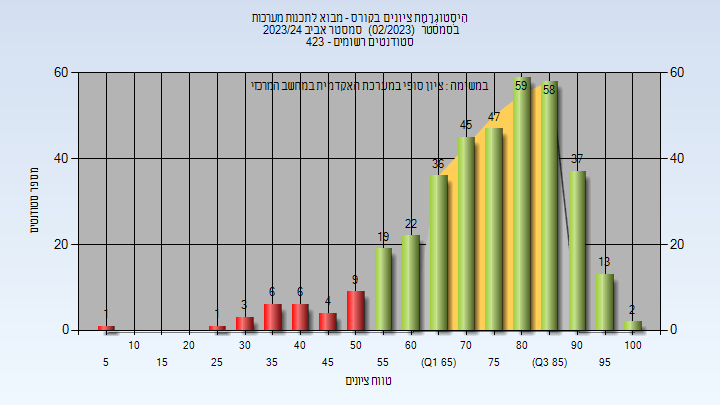 היסטוגרמת ציונים בקורס - מבוא לתכנות מערכות
בסמסטר (02/2023) סמסטר אביב 2023/24
סטודנטים רשומים - 423
במשימה : ציון סופי במערכת האקדמית במחשב המרכזי
מספר סטודנטים
60 60
40 40
20 20
0 0
1 1 3 6 6 4 9 19 22 36 45 47 59 58 37 13 2
10 20 30 40 50 60 70 80 90 100
5 15 25 35 45 55 (Q1 65) 75 (Q3 85) 95
טווח ציונים